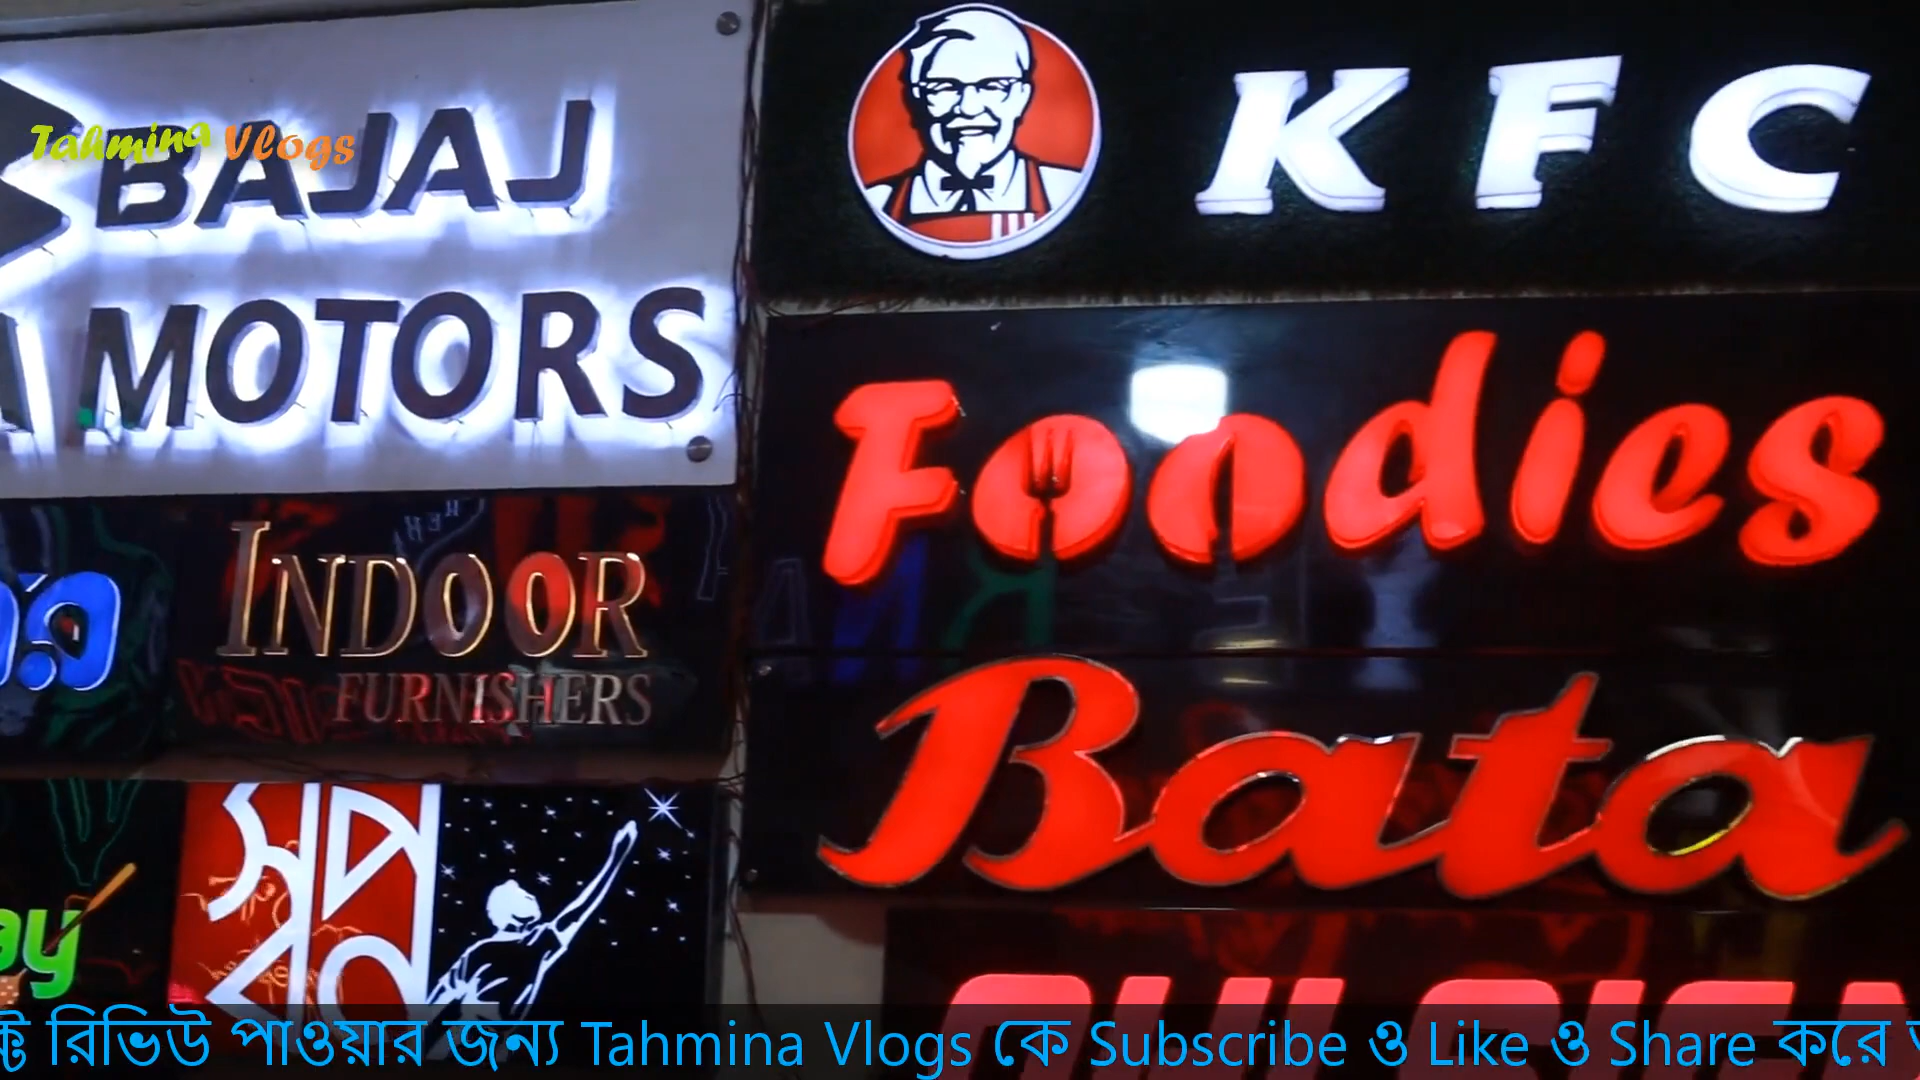 Tahmina Vlogs
BAJAJ
MOTORS
KFC
Foodies
INDOOR
FURNISHERS
Bata
স্বপ্ন
রিভিউ পাওয়ার জন্য Tahmina Vlogs কে Subscribe ও Like ও Share করে